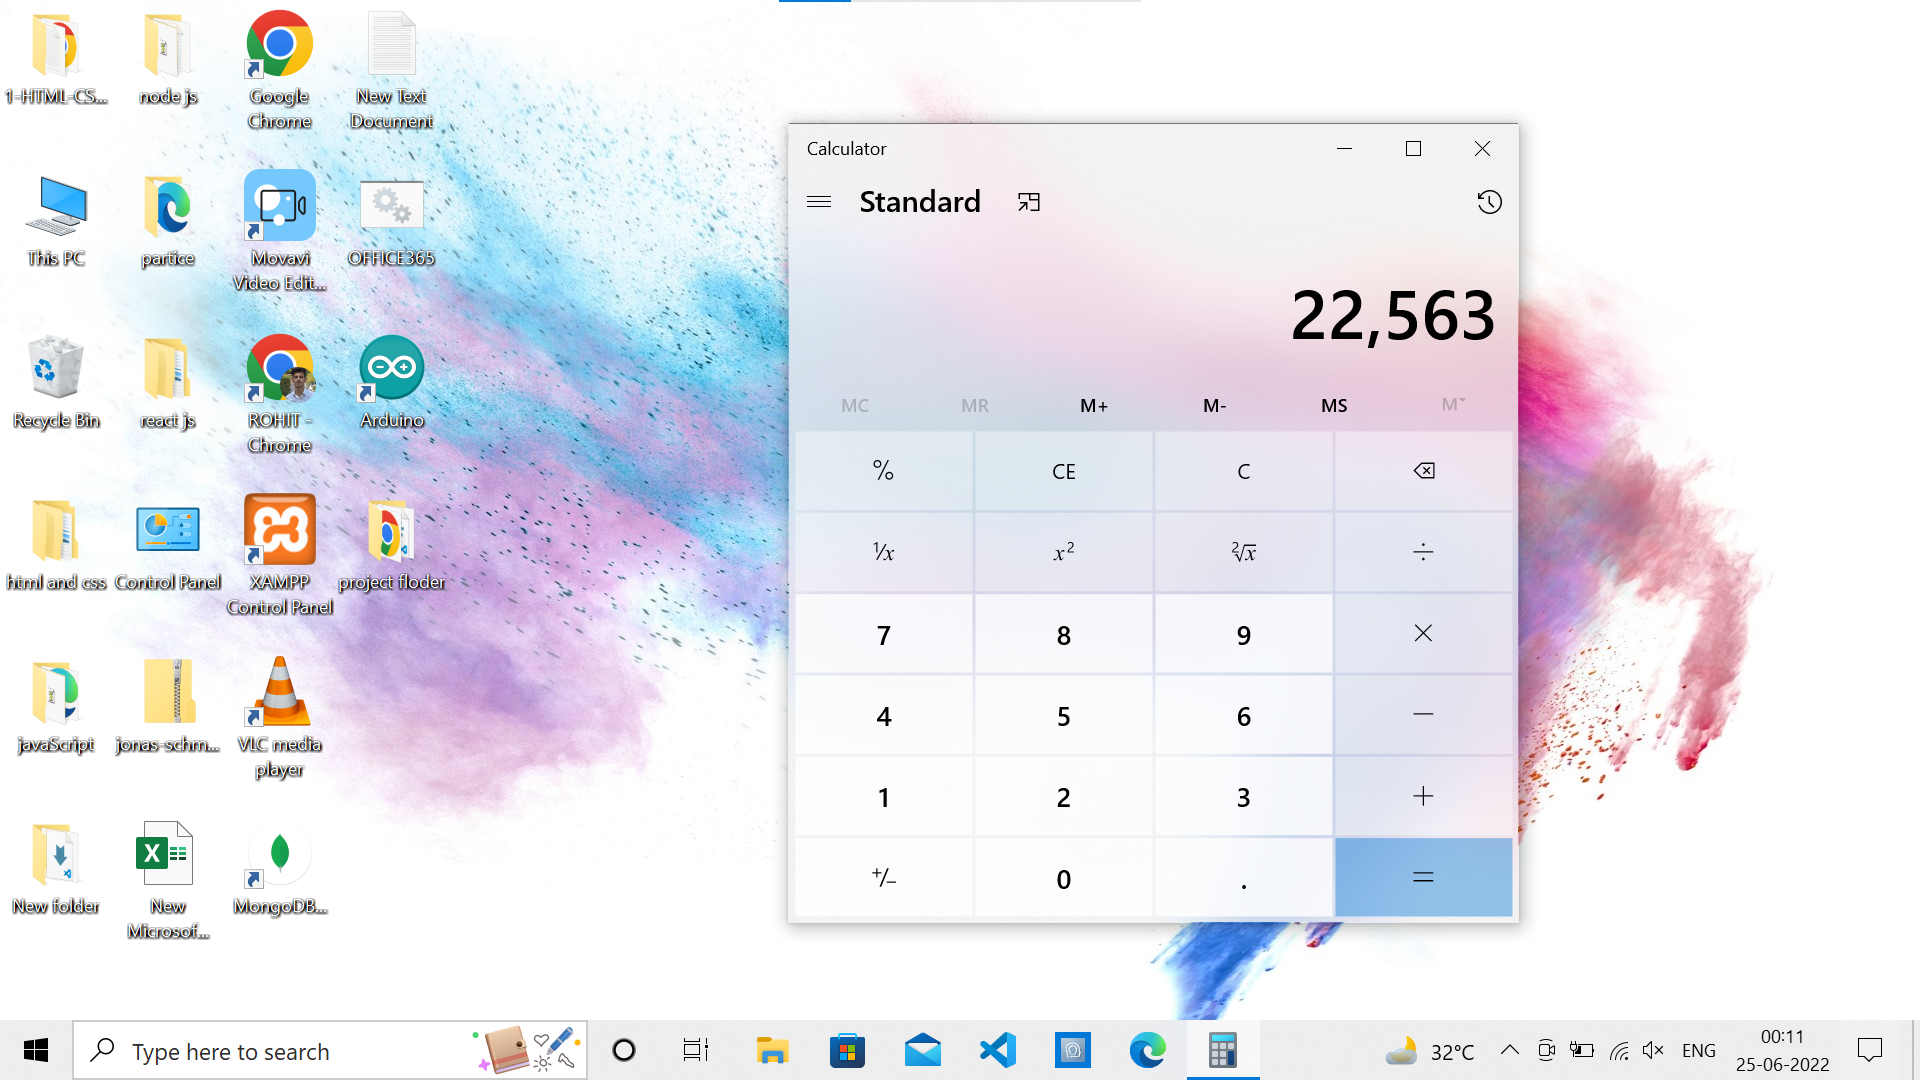 1-HTML-CS...
node js
Google
Chrome
New Text
Document
This PC
partice
Movavi
Video Edit...
OFFICE365
Recycle Bin
react js
ROHIT -
Chrome
Arduino
html and css
Control Panel
XAMPP
Control Panel
project floder
javaScript
jonas-schm...
VLC media
player
New folder
New
Microsof...
MongoDB...
Calculator
Standard
22,563
MC MR M+ M- MS M
% CE C
¹/x x² ²√x ÷
7 8 9 ×
4 5 6 −
1 2 3 +
+/− 0 . =
Type here to search
32°C
ENG
00:11
25-06-2022